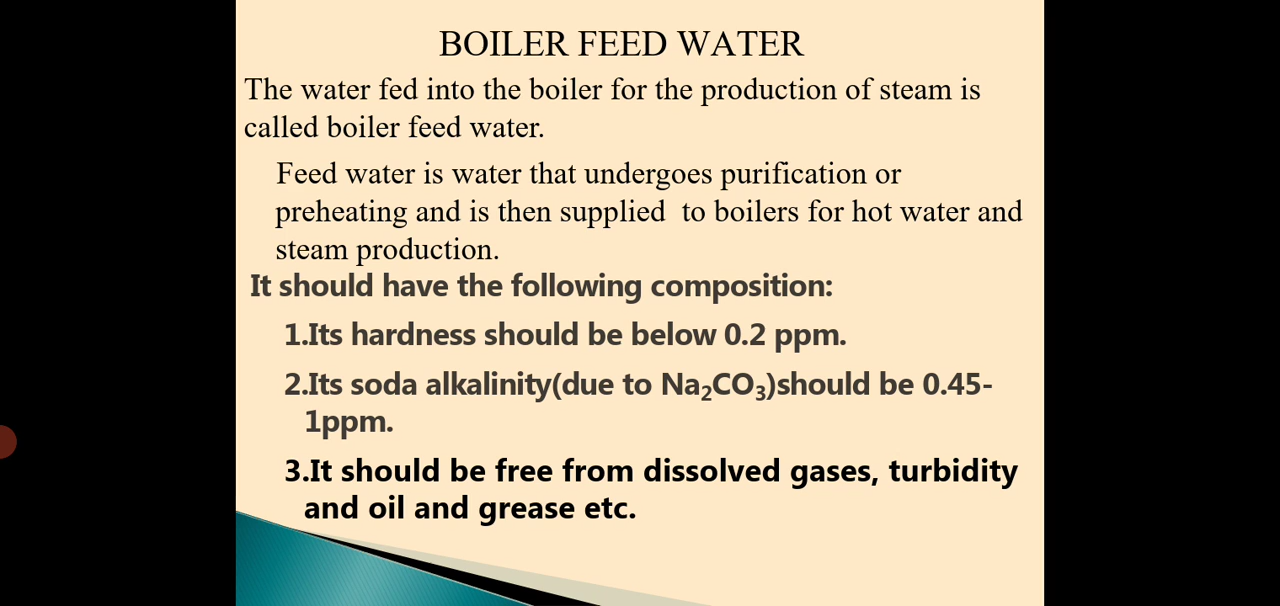 BOILER FEED WATER
The water fed into the boiler for the production of steam is
called boiler feed water.
Feed water is water that undergoes purification or
preheating and is then supplied  to boilers for hot water and
steam production.
It should have the following composition:
1.Its hardness should be below 0.2 ppm.
2.Its soda alkalinity(due to Na₂CO₃)should be 0.45-
1ppm.
3.It should be free from dissolved gases, turbidity
and oil and grease etc.